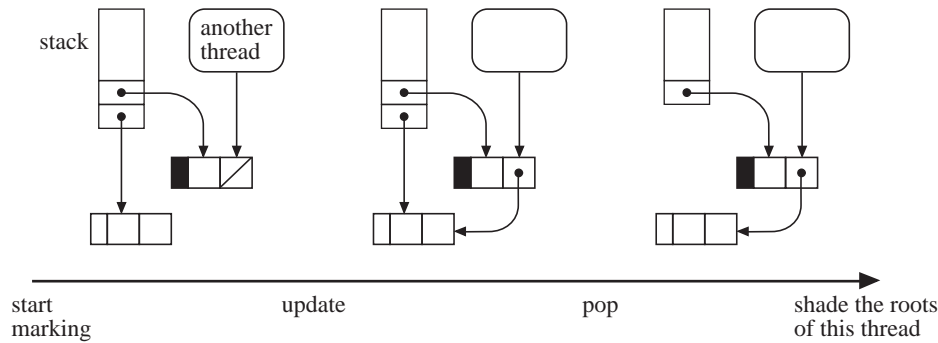 stack
another
thread
start
marking
update
pop
shade the roots
of this thread